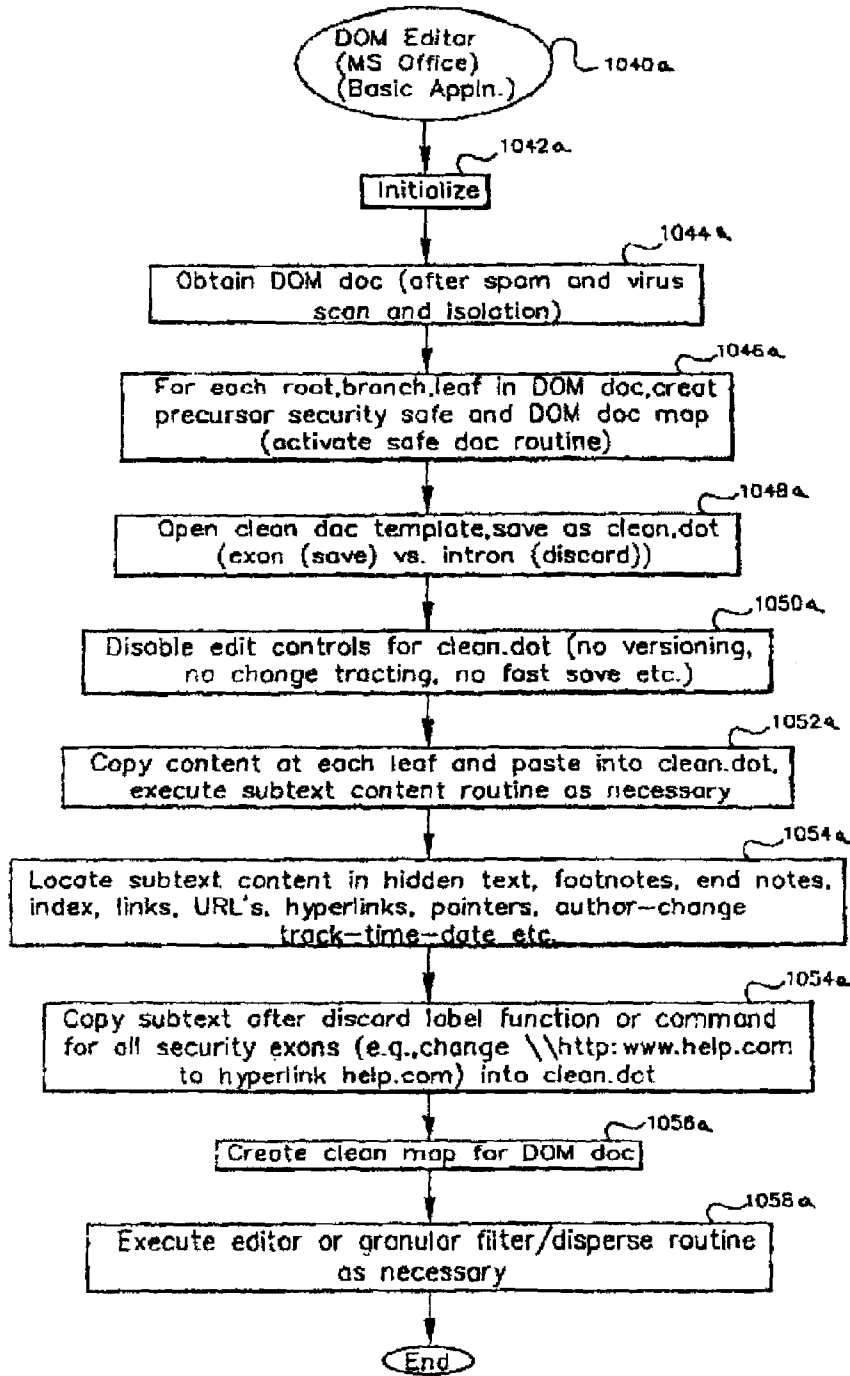 DOM Editor
(MS Office)
(Basic Appln.)
1040a
1042a
Initialize
1044a
Obtain DOM doc (after spam and virus
scan and isolation)
1046a
For each root,branch,leaf in DOM doc,creat
precursor security safe and DOM doc map
(activate safe doc routine)
1048a
Open clean doc template,save as clean.dot
(exon (save) vs. intron (discard))
1050a
Disable edit controls for clean.dot (no versioning,
no change tracting, no fast save etc.)
1052a
Copy content at each leaf and paste into clean.dot,
execute subtext content routine as necessary
1054a
Locate subtext content in hidden text, footnotes, end notes,
index, links, URL's, hyperlinks, pointers, author-change
track-time-date etc.
1054a
Copy subtext after discard label function or command
for all security exons (e.g.,change \\http:www.help.com
to hyperlink help.com) into clean.dot
1056a
Create clean map for DOM doc
1058a
Execute editor or granular filter/disperse routine
as necessary
End